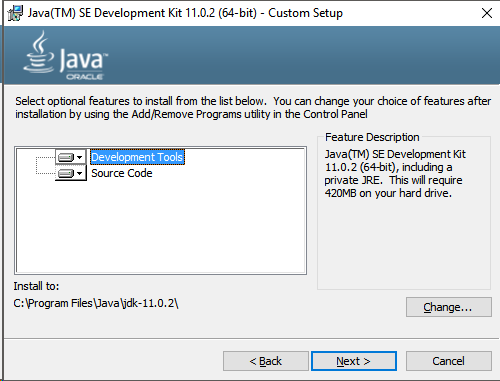 Java(TM) SE Development Kit 11.0.2 (64-bit) - Custom Setup
Java
ORACLE
Select optional features to install from the list below. You can change your choice of features after
installation by using the Add/Remove Programs utility in the Control Panel
Development Tools
Source Code
Feature Description
Java(TM) SE Development Kit
11.0.2 (64-bit), including a
private JRE. This will require
420MB on your hard drive.
Install to:
C:\Program Files\Java\jdk-11.0.2\
Change...
< Back
Next >
Cancel